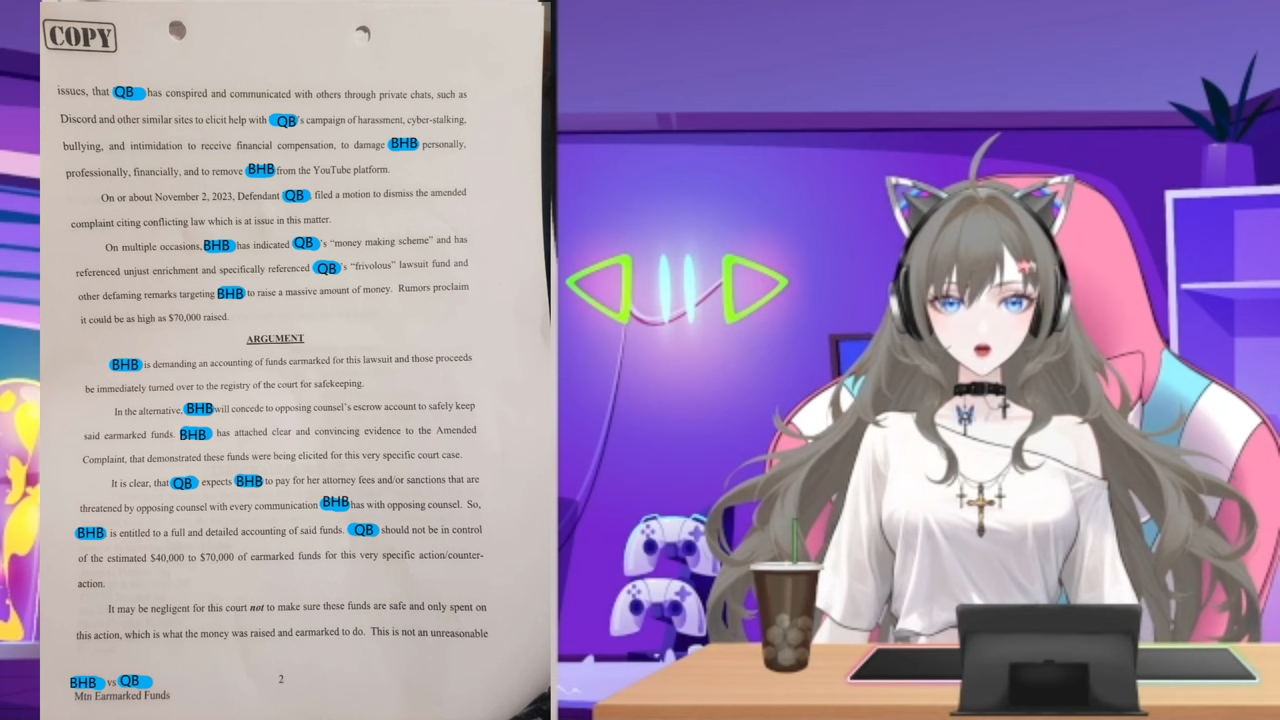 COPY
issues, that QB has conspired and communicated with others through private chats, such as
Discord and other similar sites to elicit help with QB's campaign of harassment, cyber-stalking,
bullying, and intimidation to receive financial compensation, to damage BHB personally,
professionally, financially, and to remove BHB from the YouTube platform.
On or about November 2, 2023, Defendant QB, filed a motion to dismiss the amended
complaint citing conflicting law which is at issue in this matter.
On multiple occasions, BHB has indicated QB's “money making scheme” and has
referenced unjust enrichment and specifically referenced QB's “frivolous” lawsuit fund and
other defaming remarks targeting BHB to raise a massive amount of money. Rumors proclaim
it could be as high as $70,000 raised.
ARGUMENT
BHB is demanding an accounting of funds earmarked for this lawsuit and those proceeds
be immediately turned over to the registry of the court for safekeeping.
In the alternative, BHB will concede to opposing counsel's escrow account to safely keep
said earmarked funds. BHB has attached clear and convincing evidence to the Amended
Complaint, that demonstrated these funds were being elicited for this very specific court case.
It is clear, that QB expects BHB to pay for her attorney fees and/or sanctions that are
threatened by opposing counsel with every communication BHB has with opposing counsel. So,
BHB is entitled to a full and detailed accounting of said funds. QB should not be in control
of the estimated $40,000 to $70,000 of earmarked funds for this very specific action/counter-
action.
It may be negligent for this court not to make sure these funds are safe and only spent on
this action, which is what the money was raised and earmarked to do. This is not an unreasonable
BHB vs QB
Mtn Earmarked Funds
2